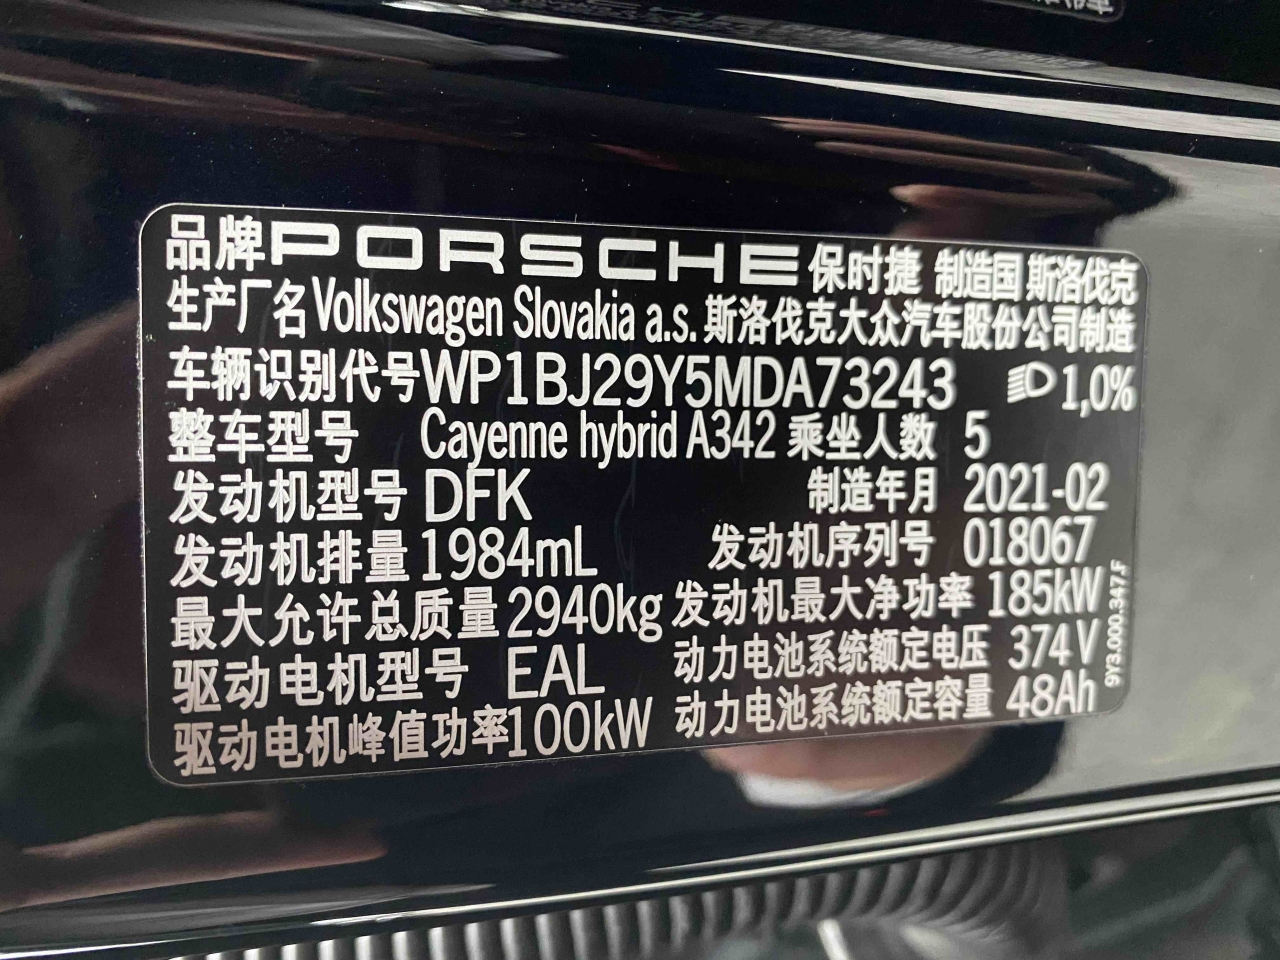 品牌PORSCHE保时捷 制造国 斯洛伐克
生产厂名Volkswagen Slovakia a.s.斯洛伐克大众汽车股份公司制造
车辆识别代号WP1BJ29Y5MDA73243 1,0%
整车型号 Cayenne hybrid A342 乘坐人数 5
发动机型号DFK 制造年月 2021-02
发动机排量1984mL 发动机序列号 018067
最大允许总质量2940kg 发动机最大净功率 185kW
驱动电机型号 EAL 动力电池系统额定电压 374V
驱动电机峰值功率100kW 动力电池系统额定容量 48Ah
9Y3.000.347.F